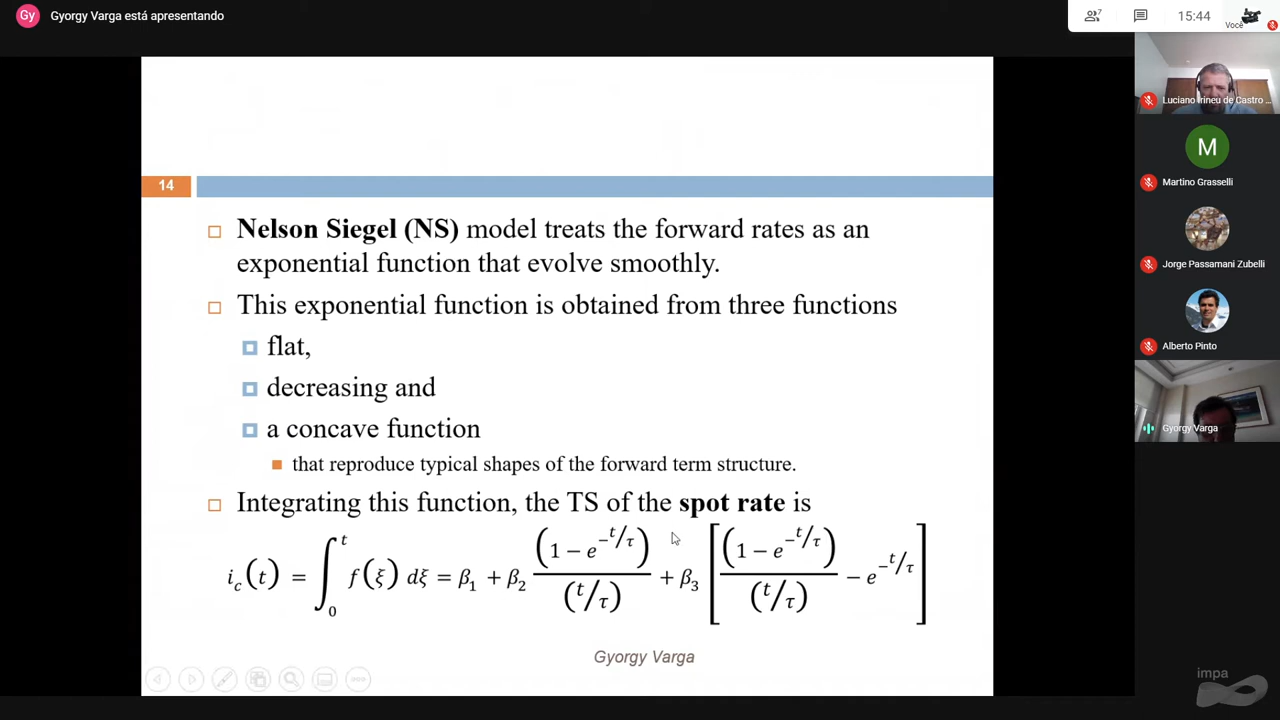 Gy Gyorgy Varga está apresentando
7
15:44
Você
14
Nelson Siegel (NS) model treats the forward rates as an
exponential function that evolve smoothly.
This exponential function is obtained from three functions
flat,
decreasing and
a concave function
that reproduce typical shapes of the forward term structure.
Integrating this function, the TS of the spot rate is
i_c(t) = ∫_0^t f(ξ) dξ = β_1 + β_2 (1 − e^{−t/τ})/(t/τ) + β_3 [(1 − e^{−t/τ})/(t/τ) − e^{−t/τ}]
Gyorgy Varga
Luciano Irineu de Castro ...
M
Martino Grasselli
Jorge Passamani Zubelli
Alberto Pinto
Gyorgy Varga
impa